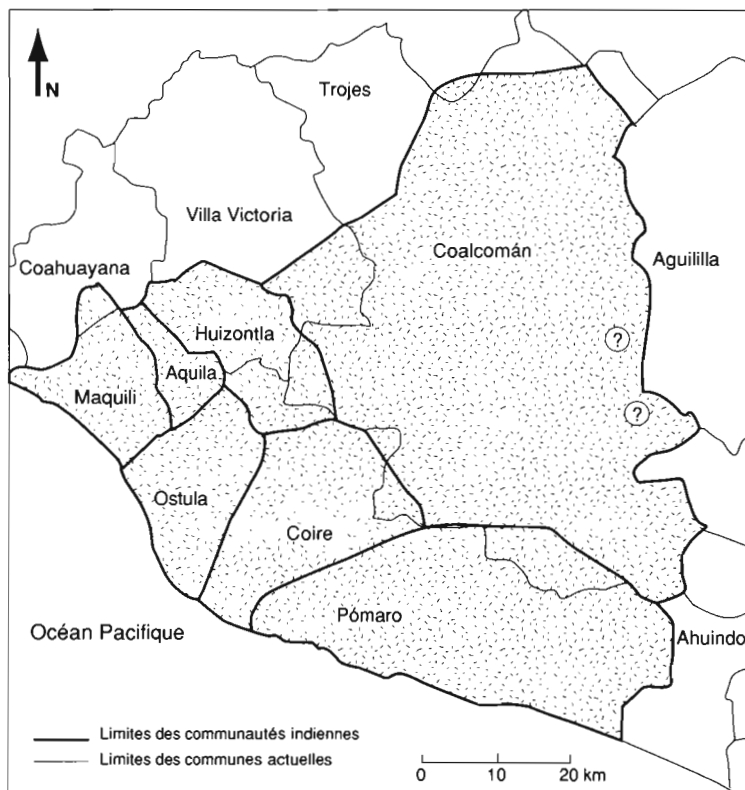 N
Trojes
Villa Victoria
Coalcomán
Aguililla
Coahuayana
Huizontla
?
Aquila
Maquili
?
Ostula
Coire
Pómaro
Océan Pacifique
Ahuindo
Limites des communautés indiennes
Limites des communes actuelles
0 10 20 km